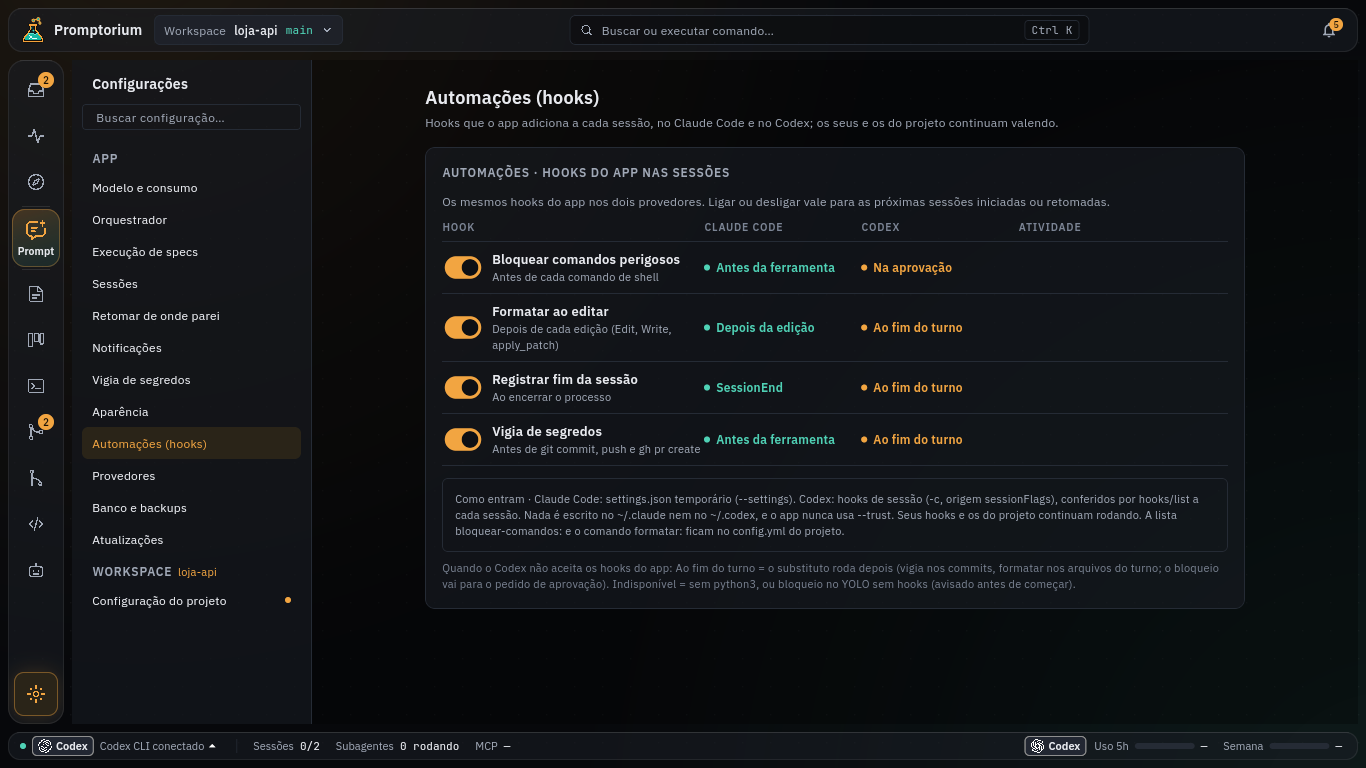 Promptorium
Workspace loja-api main
Buscar ou executar comando...
Ctrl K
5
2
Prompt
2
Configurações
Buscar configuração...
APP
Modelo e consumo
Orquestrador
Execução de specs
Sessões
Retomar de onde parei
Notificações
Vigia de segredos
Aparência
Automações (hooks)
Provedores
Banco e backups
Atualizações
WORKSPACE loja-api
Configuração do projeto
Automações (hooks)
Hooks que o app adiciona a cada sessão, no Claude Code e no Codex; os seus e os do projeto continuam valendo.
AUTOMAÇÕES · HOOKS DO APP NAS SESSÕES
Os mesmos hooks do app nos dois provedores. Ligar ou desligar vale para as próximas sessões iniciadas ou retomadas.
HOOK CLAUDE CODE CODEX ATIVIDADE
Bloquear comandos perigosos
Antes de cada comando de shell
Antes da ferramenta
Na aprovação
Formatar ao editar
Depois de cada edição (Edit, Write,
apply_patch)
Depois da edição
Ao fim do turno
Registrar fim da sessão
Ao encerrar o processo
SessionEnd
Ao fim do turno
Vigia de segredos
Antes de git commit, push e gh pr create
Antes da ferramenta
Ao fim do turno
Como entram · Claude Code: settings.json temporário (--settings). Codex: hooks de sessão (-c, origem sessionFlags), conferidos por hooks/list a
cada sessão. Nada é escrito no ~/.claude nem no ~/.codex, e o app nunca usa --trust. Seus hooks e os do projeto continuam rodando. A lista
bloquear-comandos: e o comando formatar: ficam no config.yml do projeto.
Quando o Codex não aceita os hooks do app: Ao fim do turno = o substituto roda depois (vigia nos commits, formatar nos arquivos do turno; o bloqueio
vai para o pedido de aprovação). Indisponível = sem python3, ou bloqueio no YOLO sem hooks (avisado antes de começar).
Codex Codex CLI conectado
Sessões 0/2
Subagentes 0 rodando
MCP —
Codex Uso 5h —
Semana —